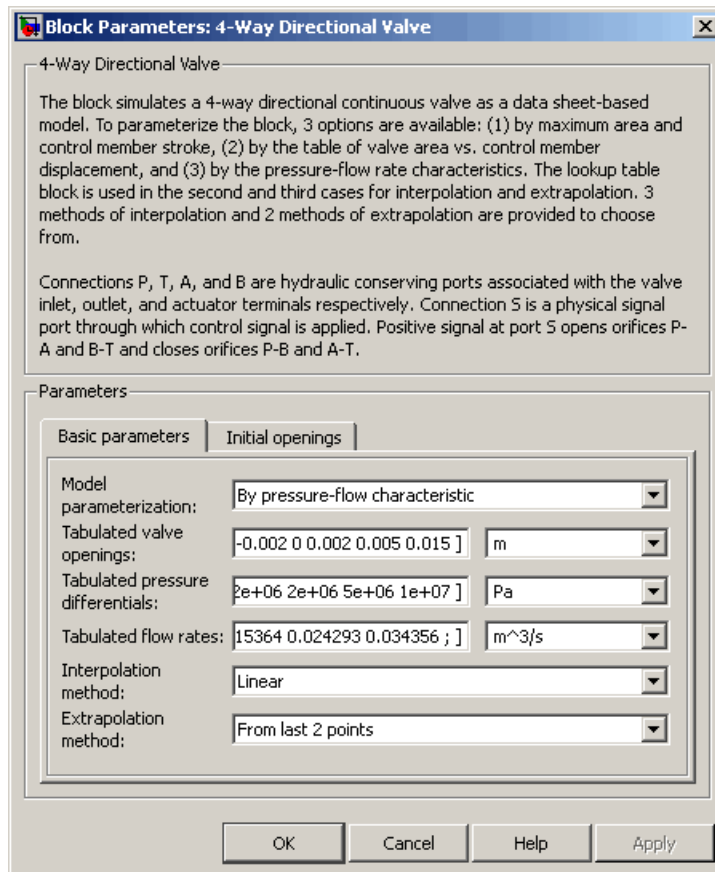 Block Parameters: 4-Way Directional Valve
4-Way Directional Valve
The block simulates a 4-way directional continuous valve as a data sheet-based
model. To parameterize the block, 3 options are available: (1) by maximum area and
control member stroke, (2) by the table of valve area vs. control member
displacement, and (3) by the pressure-flow rate characteristics. The lookup table
block is used in the second and third cases for interpolation and extrapolation. 3
methods of interpolation and 2 methods of extrapolation are provided to choose
from.
Connections P, T, A, and B are hydraulic conserving ports associated with the valve
inlet, outlet, and actuator terminals respectively. Connection S is a physical signal
port through which control signal is applied. Positive signal at port S opens orifices P-
A and B-T and closes orifices P-B and A-T.
Parameters
Basic parameters Initial openings
Model
parameterization: By pressure-flow characteristic
Tabulated valve
openings: -0.002 0 0.002 0.005 0.015 ] m
Tabulated pressure
differentials: 2e+06 2e+06 5e+06 1e+07 ] Pa
Tabulated flow rates: 15364 0.024293 0.034356 ; ] m^3/s
Interpolation
method: Linear
Extrapolation
method: From last 2 points
OK Cancel Help Apply